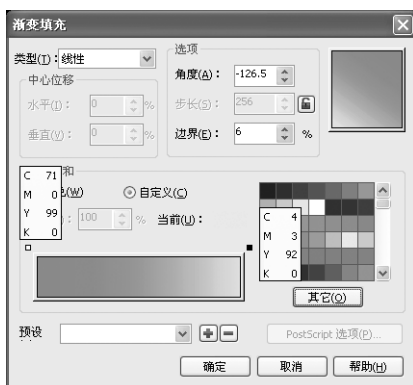 渐变填充
类型(T)：线性
选项
中心位移
角度(A)： -126.5
水平(I)： 0 %
步长(S)： 256
垂直(V)： 0 %
边界(E)： 6 %
和
C 71
M 0
Y 99
K 0
色(W)
自定义(C)
： 100 %
当前(U)：
C 4
M 3
Y 92
K 0
其它(O)
预设
PostScript 选项(P)...
确定
取消
帮助(H)